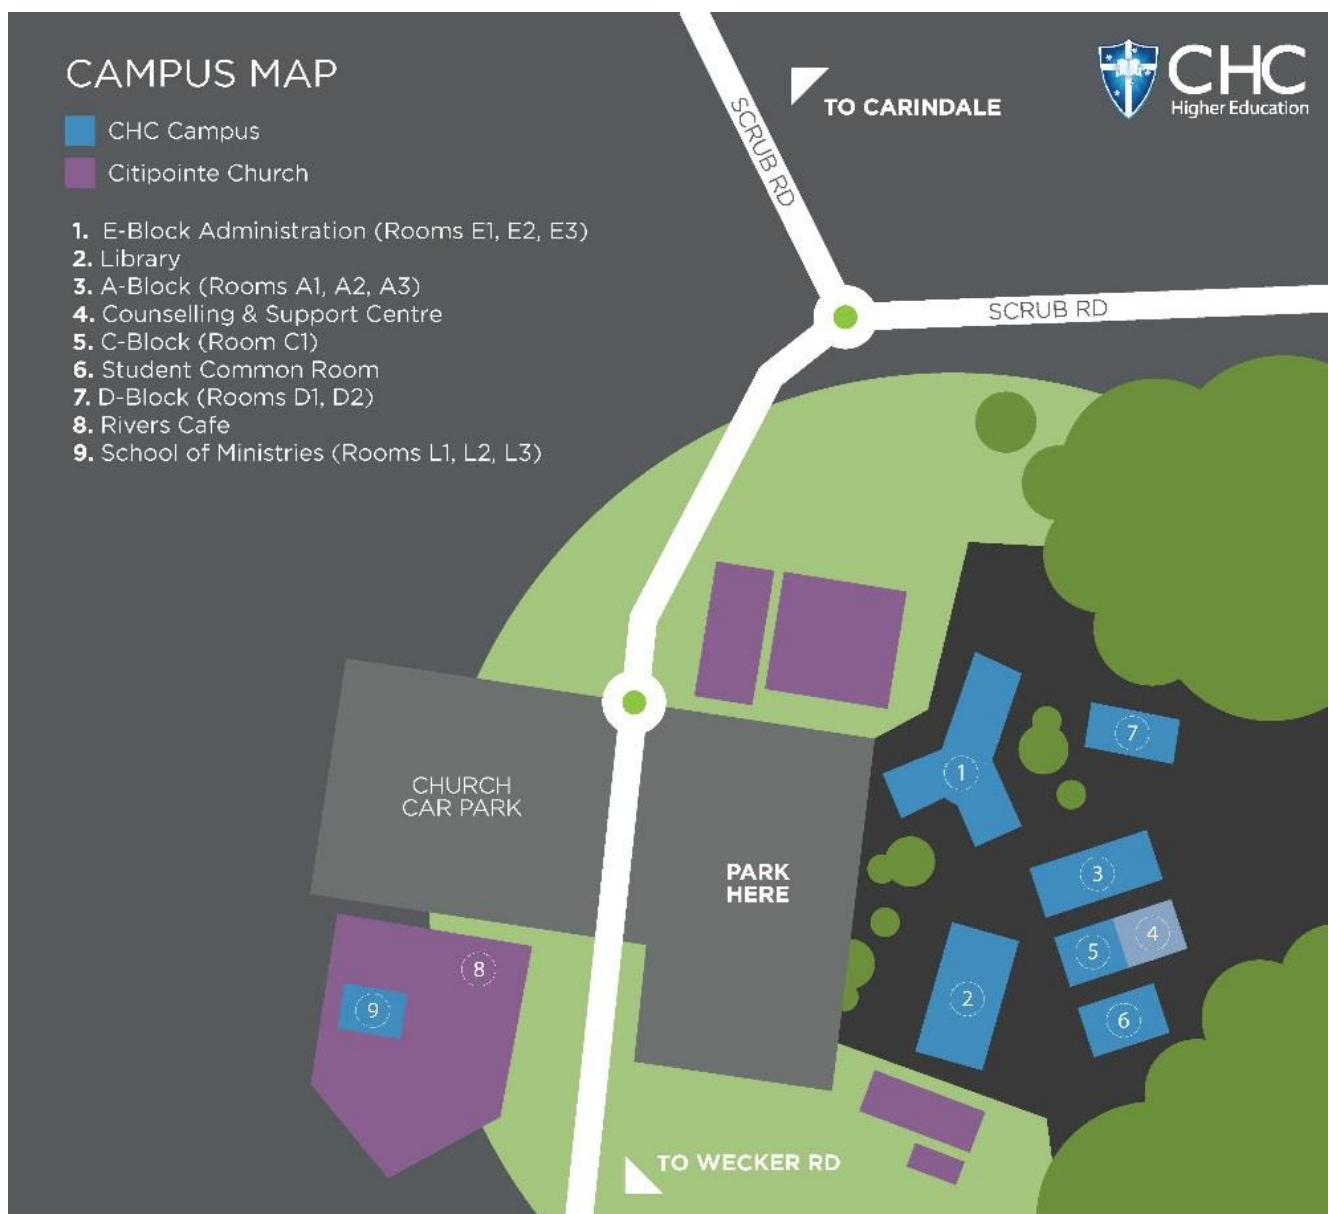 CAMPUS MAP
CHC Campus
Citipointe Church
1. E-Block Administration (Rooms E1, E2, E3)
2. Library
3. A-Block (Rooms A1, A2, A3)
4. Counselling & Support Centre
5. C-Block (Room C1)
6. Student Common Room
7. D-Block (Rooms D1, D2)
8. Rivers Cafe
9. School of Ministries (Rooms L1, L2, L3)
SCRUB RD
TO CARINDALE
CHC
Higher Education
SCRUB RD
CHURCH
CAR PARK
PARK
HERE
1
7
3
5
4
2
6
8
9
TO WECKER RD